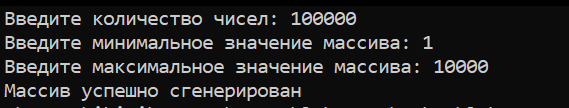 Введите количество чисел: 100000
Введите минимальное значение массива: 1
Введите максимальное значение массива: 10000
Массив успешно сгенерирован